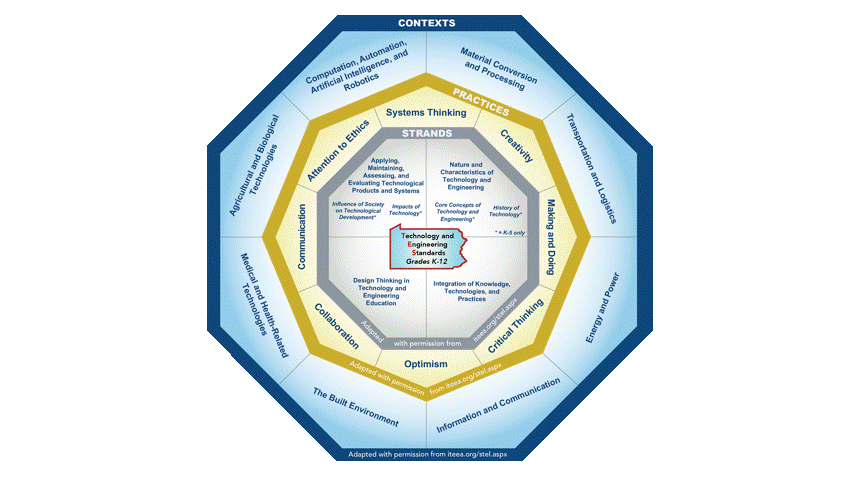 CONTEXTS
Computation, Automation,
Artificial Intelligence, and
Robotics
Material Conversion
and Processing
Transportation and Logistics
Energy and Power
Information and Communication
The Built Environment
Medical and Health-Related
Technologies
Agricultural and Biological
Technologies
PRACTICES
Systems Thinking
Creativity
Making and Doing
Critical Thinking
Optimism
Collaboration
Communication
Attention to Ethics
STRANDS
Applying,
Maintaining,
Assessing, and
Evaluating Technological
Products and Systems
Nature and
Characteristics of
Technology and
Engineering
Influence of Society
on Technological
Development*
Impacts of
Technology*
Core Concepts of
Technology and
Engineering*
History of
Technology*
* = K-5 only
Technology and
Engineering
Standards
Grades K-12
Design Thinking in
Technology and
Engineering
Education
Integration of Knowledge,
Technologies, and
Practices
Adapted with permission from iteea.org/stel.aspx
Adapted with permission from iteea.org/stel.aspx
Adapted with permission from iteea.org/stel.aspx